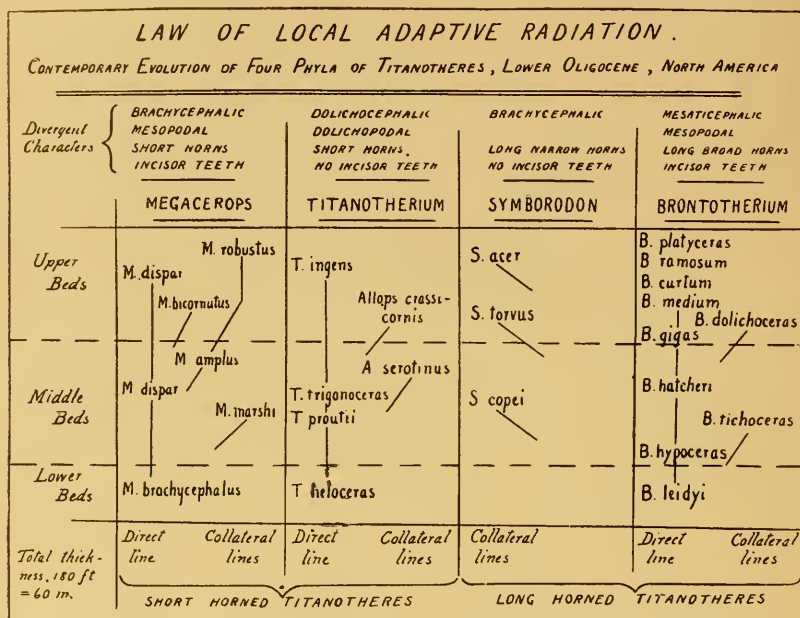 LAW OF LOCAL ADAPTIVE RADIATION.
CONTEMPORARY EVOLUTION OF FOUR PHYLA OF TITANOTHERES, LOWER OLIGOCENE, NORTH AMERICA
Divergent
Characters
BRACHYCEPHALIC
MESOPODAL
SHORT HORNS
INCISOR TEETH
DOLICHOCEPHALIC
DOLICHOPODAL
SHORT HORNS.
NO INCISOR TEETH
BRACHYCEPHALIC
LONG NARROW HORNS
NO INCISOR TEETH
MESATICEPHALIC
MESOPODAL
LONG BROAD HORNS
INCISOR TEETH
MEGACEROPS
TITANOTHERIUM
SYMBORODON
BRONTOTHERIUM
Upper
Beds
M. robustus
M. dispar
M. bicornutus
M amplus
T. ingens
Allops crassi-
cornis
S. acer
S. torvus
B. platyceras
B ramosum
B. curtum
B. medium
B. dolichoceras
B. gigas
Middle
Beds
M dispar
M. marshi
A serotinus
T. trigonoceras
T proutii
S copei
B. hatcheri
B. tichoceras
B. hypoceras
Lower
Beds
M. brachycephalus
T heloceras
B. leidyi
Total thick-
ness, 180 ft
= 60 m.
Direct
line
Collateral
lines
Direct
line
Collateral
lines
Collateral
lines
Direct
line
Collateral
lines
SHORT HORNED TITANOTHERES
LONG HORNED TITANOTHERES